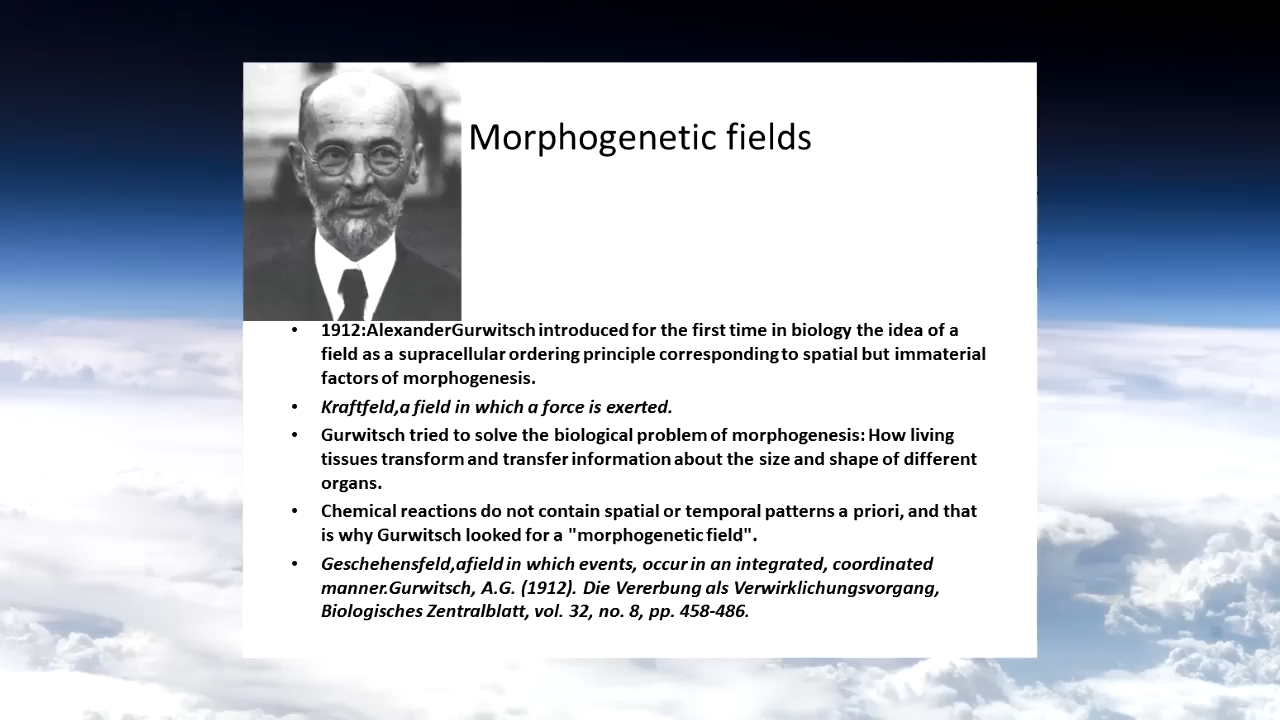 Morphogenetic fields
• 1912:AlexanderGurwitsch introduced for the first time in biology the idea of a
field as a supracellular ordering principle corresponding to spatial but immaterial
factors of morphogenesis.
• Kraftfeld,a field in which a force is exerted.
• Gurwitsch tried to solve the biological problem of morphogenesis: How living
tissues transform and transfer information about the size and shape of different
organs.
• Chemical reactions do not contain spatial or temporal patterns a priori, and that
is why Gurwitsch looked for a "morphogenetic field".
• Geschehensfeld,afield in which events, occur in an integrated, coordinated
manner.Gurwitsch, A.G. (1912). Die Vererbung als Verwirklichungsvorgang,
Biologisches Zentralblatt, vol. 32, no. 8, pp. 458-486.